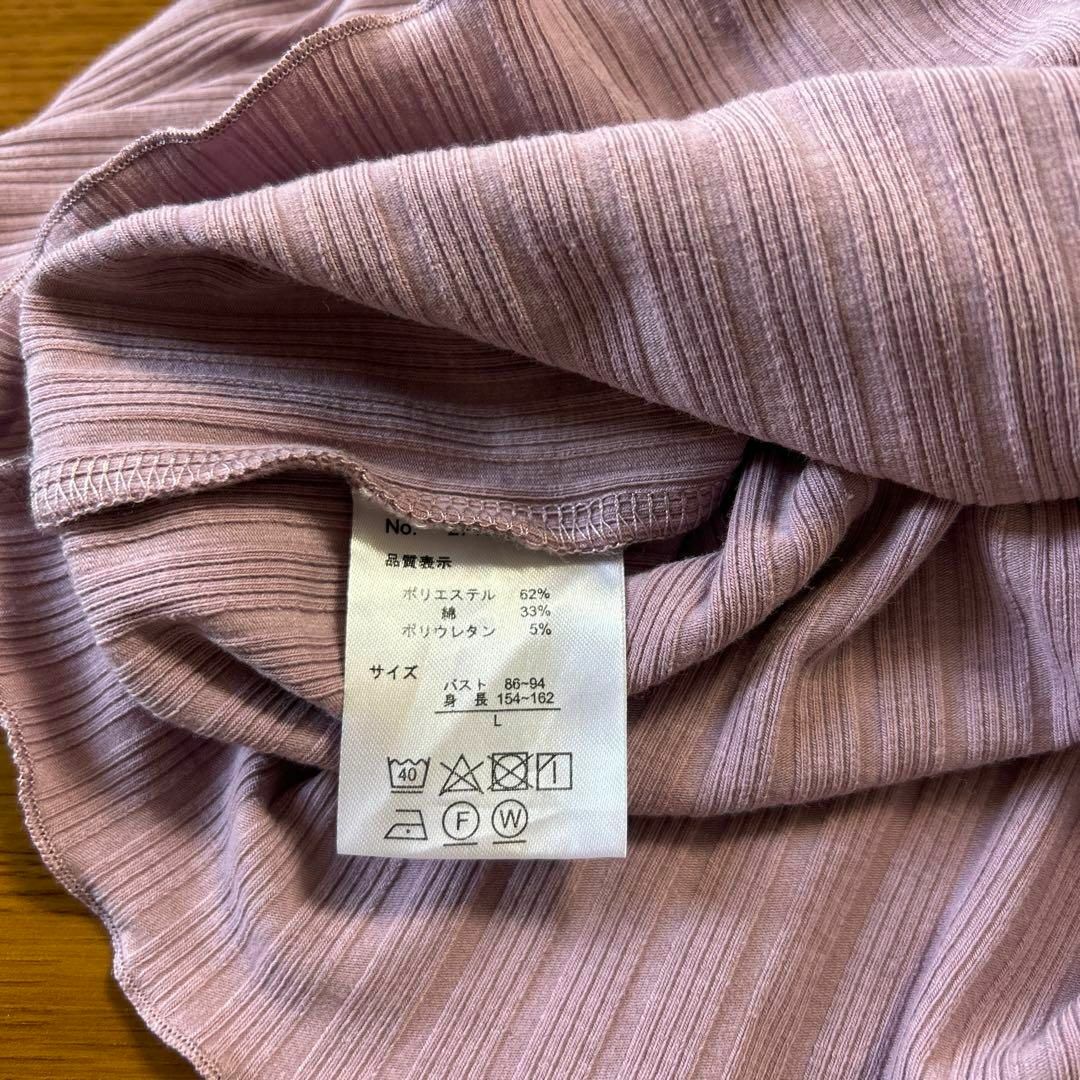 No.
品質表示
ポリエステル 62%
綿 33%
ポリウレタン 5%
サイズ
バスト 86~94
身 長 154~162
L
40
F W